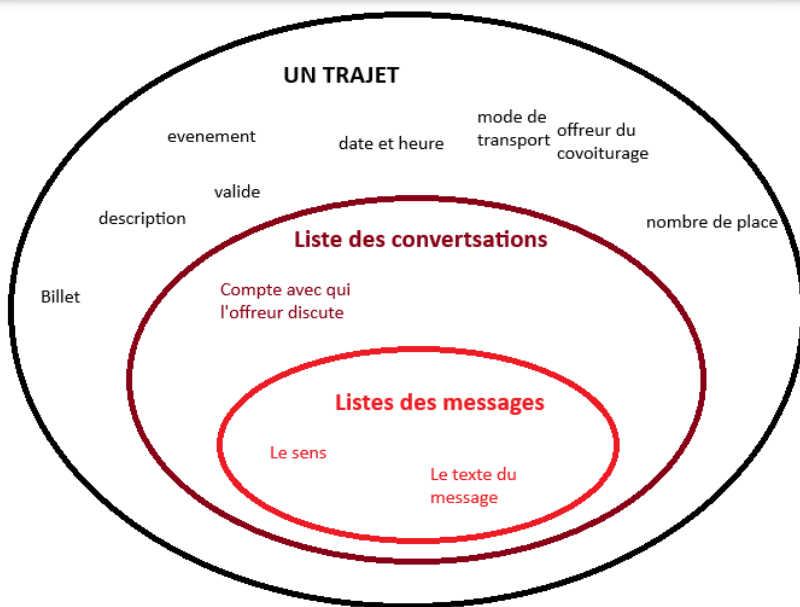 UN TRAJET
evenement
date et heure
mode de
transport
offreur du
covoiturage
valide
description
nombre de place
Liste des convertsations
Billet
Compte avec qui
l'offreur discute
Listes des messages
Le sens
Le texte du
message